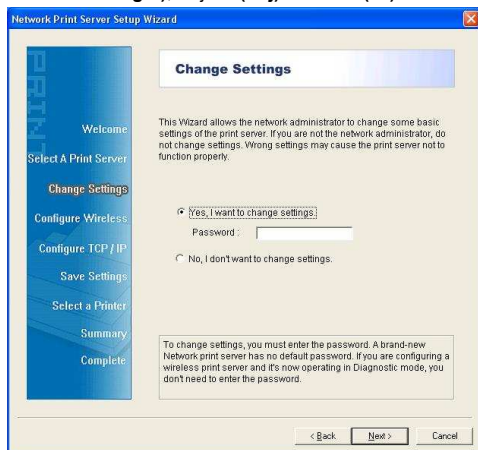 Network Print Server Setup Wizard
PRINT
Change Settings
Welcome
Select A Print Server
Change Settings
Configure Wireless
Configure TCP / IP
Save Settings
Select a Printer
Summary
Complete
This Wizard allows the network administrator to change some basic
settings of the print server. If you are not the network administrator, do
not change settings. Wrong settings may cause the print server not to
function properly.
Yes, I want to change settings.
Password :
No, I don't want to change settings.
To change settings, you must enter the password. A brand-new
Network print server has no default password. If you are configuring a
wireless print server and it's now operating in Diagnostic mode, you
don't need to enter the password.
< Back
Next >
Cancel